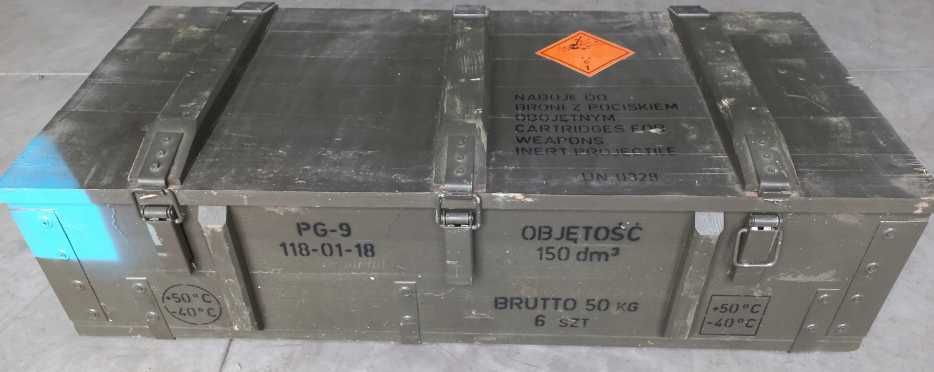 NABOJE DO
BRONI Z POCISKIEM
OBOJĘTNYM
CARTRIDGES FOR
WEAPONS,
INERT PROJECTILE
UN 0328
PG-9
118-01-18
OBJĘTOŚĆ
150 dm³
BRUTTO 50 KG
6 SZT
+50°C
-40°C
+50°C
-40°C